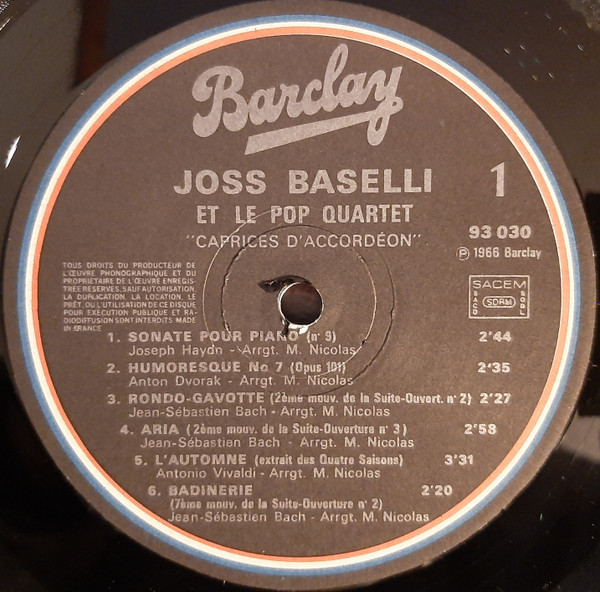 Barclay
JOSS BASELLI
1
ET LE POP QUARTET
93 030
"CAPRICES D'ACCORDÉON"
℗ 1966 Barclay
TOUS DROITS DU PRODUCTEUR DE
L'ŒUVRE PHONOGRAPHIQUE ET DU
PROPRIETAIRE DE L'ŒUVRE ENREGIS-
TREE RESERVES. SAUF AUTORISATION
LA DUPLICATION, LA LOCATION, LE
PRÊT, OU L'UTILISATION DE CE DISQUE
POUR EXECUTION PUBLIQUE ET RA-
DIODIFFUSION SONT INTERDITS. MADE
IN FRANCE
SACEM
SACD
SDRM
SGDL
1. SONATE POUR PIANO (n° 9) 2'44
Joseph Haydn - Arrgt. M. Nicolas
2. HUMORESQUE No 7 (Opus 101) 2'35
Anton Dvorak - Arrgt. M. Nicolas
3. RONDO-GAVOTTE (2ème mouv. de la Suite-Ouvert. n° 2) 2'27
Jean-Sébastien Bach - Arrgt. M. Nicolas
4. ARIA (2ème mouv. de la Suite-Ouverture n° 3) 2'58
Jean-Sébastien Bach - Arrgt. M. Nicolas
5. L'AUTOMNE (extrait des Quatre Saisons) 3'31
Antonio Vivaldi - Arrgt. M. Nicolas
6. BADINERIE 2'20
(7ème mouv. de la Suite-Ouverture n° 2)
Jean-Sébastien Bach - Arrgt. M. Nicolas